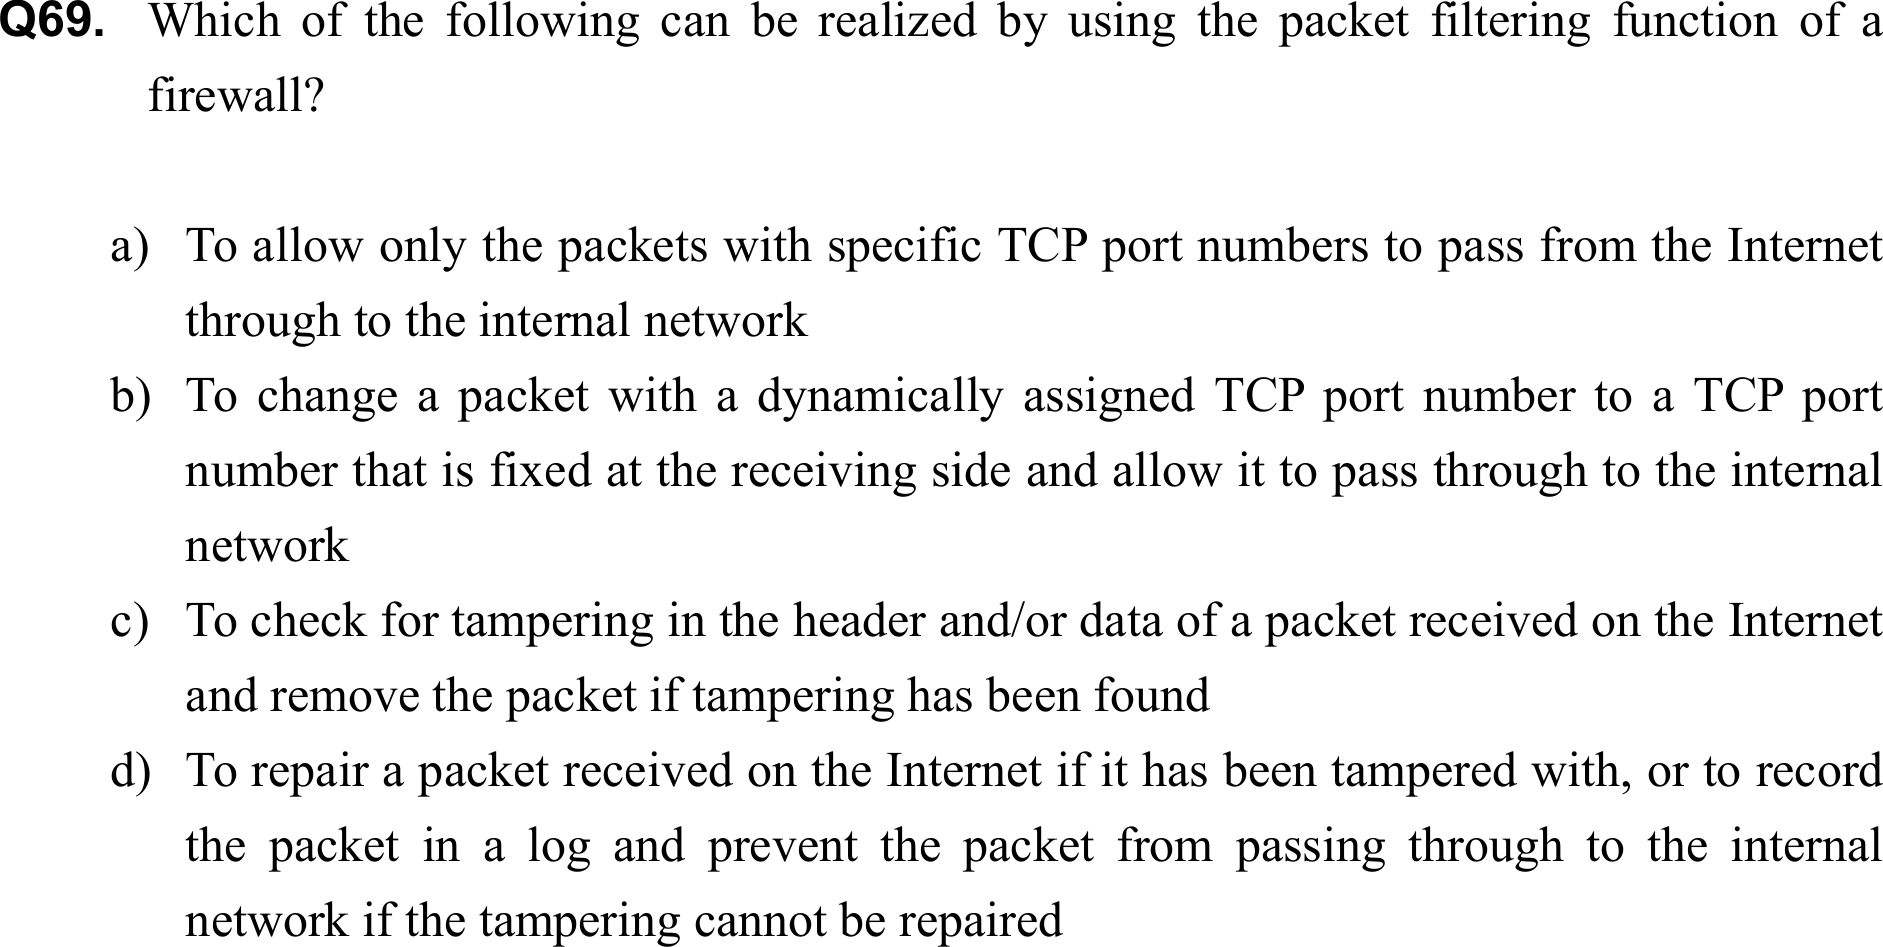 Q69. Which of the following can be realized by using the packet filtering function of a
firewall?
a) To allow only the packets with specific TCP port numbers to pass from the Internet
through to the internal network
b) To change a packet with a dynamically assigned TCP port number to a TCP port
number that is fixed at the receiving side and allow it to pass through to the internal
network
c) To check for tampering in the header and/or data of a packet received on the Internet
and remove the packet if tampering has been found
d) To repair a packet received on the Internet if it has been tampered with, or to record
the packet in a log and prevent the packet from passing through to the internal
network if the tampering cannot be repaired